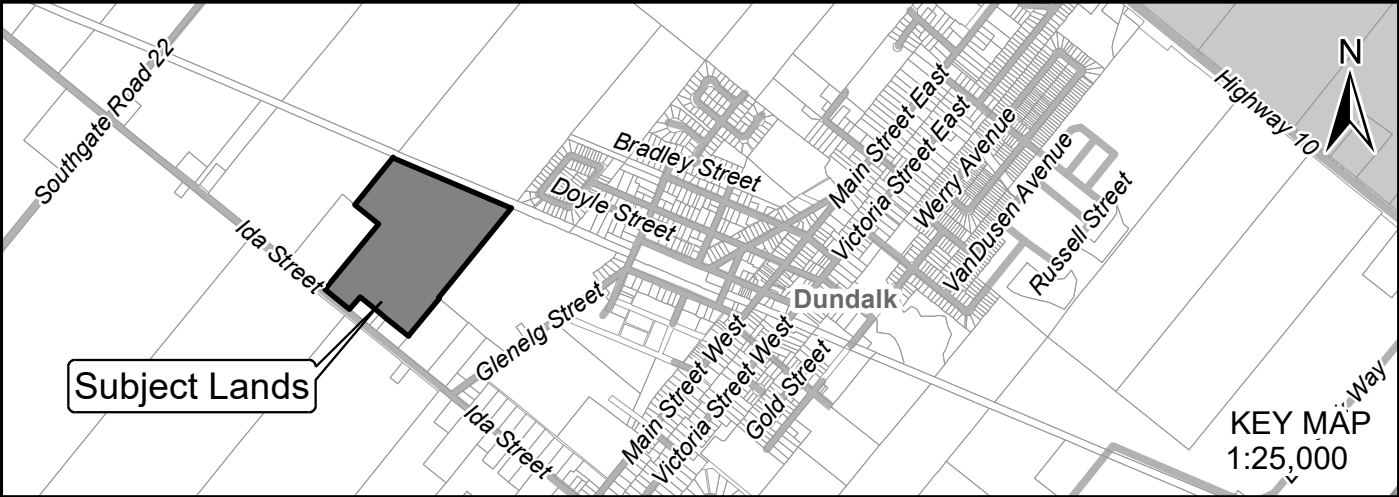 Southgate Road 22
Ida Street
Subject Lands
Bradley Street
Doyle Street
Glenelg Street
Ida Street
Main Street East
Victoria Street East
Werry Avenue
VanDusen Avenue
Russell Street
Dundalk
Main Street West
Victoria Street West
Gold Street
Highway 10
N
Way
KEY MAP
1:25,000